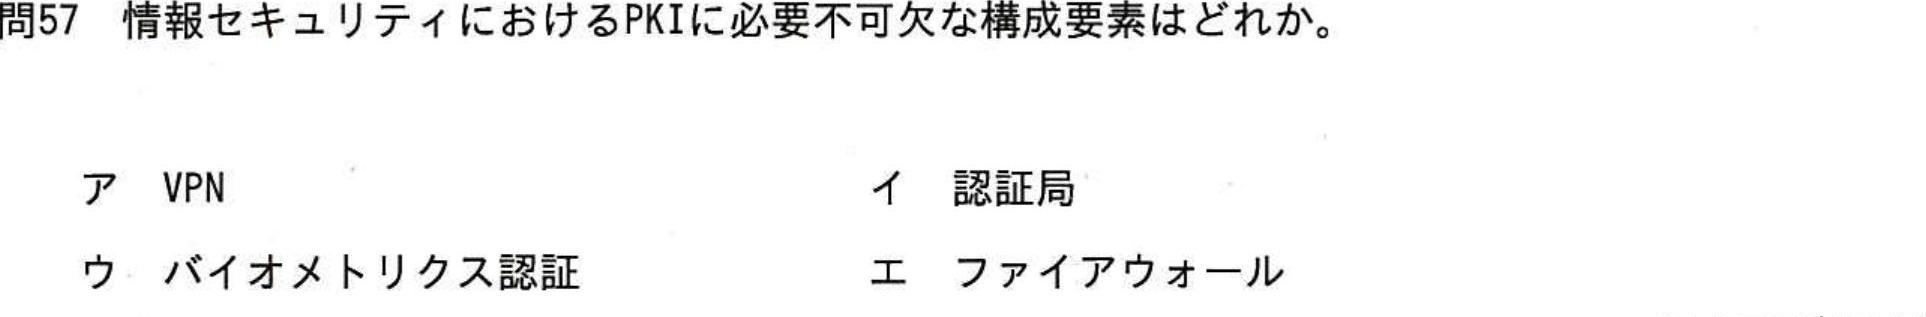 問57　情報セキュリティにおけるPKIに必要不可欠な構成要素はどれか。
ア　VPN　　　イ　認証局
ウ　バイオメトリクス認証　　　エ　ファイアウォール